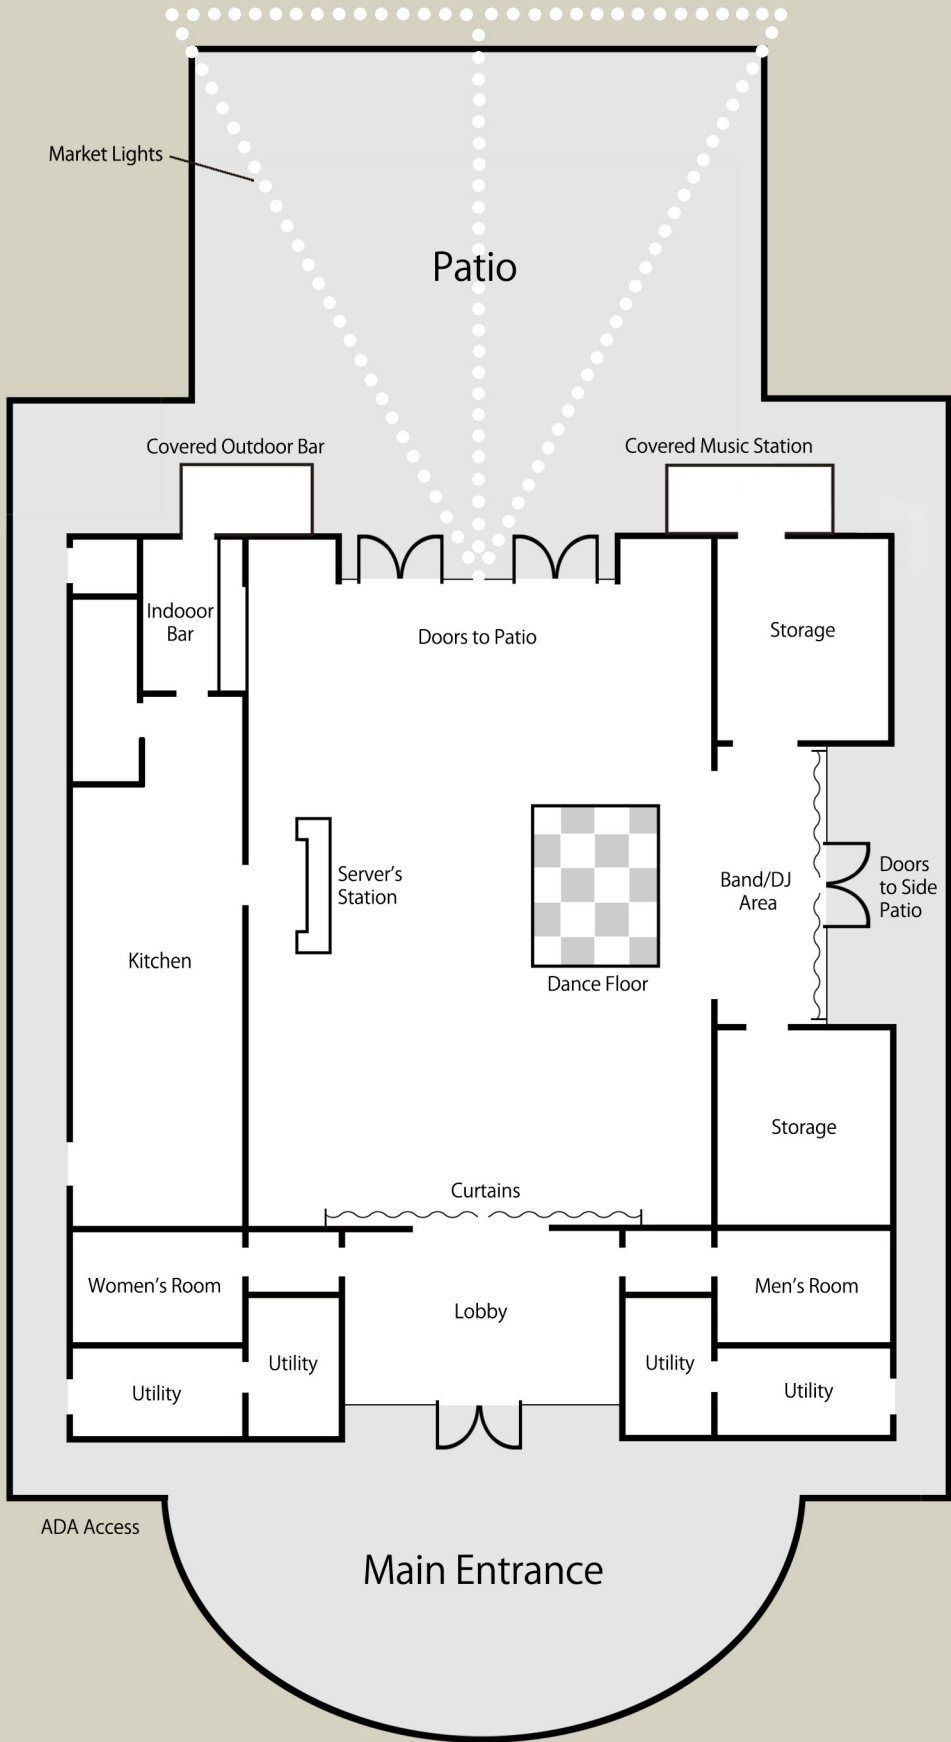 Market Lights
Patio
Covered Outdoor Bar
Covered Music Station
Indooor
Bar
Doors to Patio
Storage
Server's
Station
Band/DJ
Area
Doors
to Side
Patio
Kitchen
Dance Floor
Storage
Curtains
Women's Room
Lobby
Men's Room
Utility
Utility
Utility
Utility
ADA Access
Main Entrance